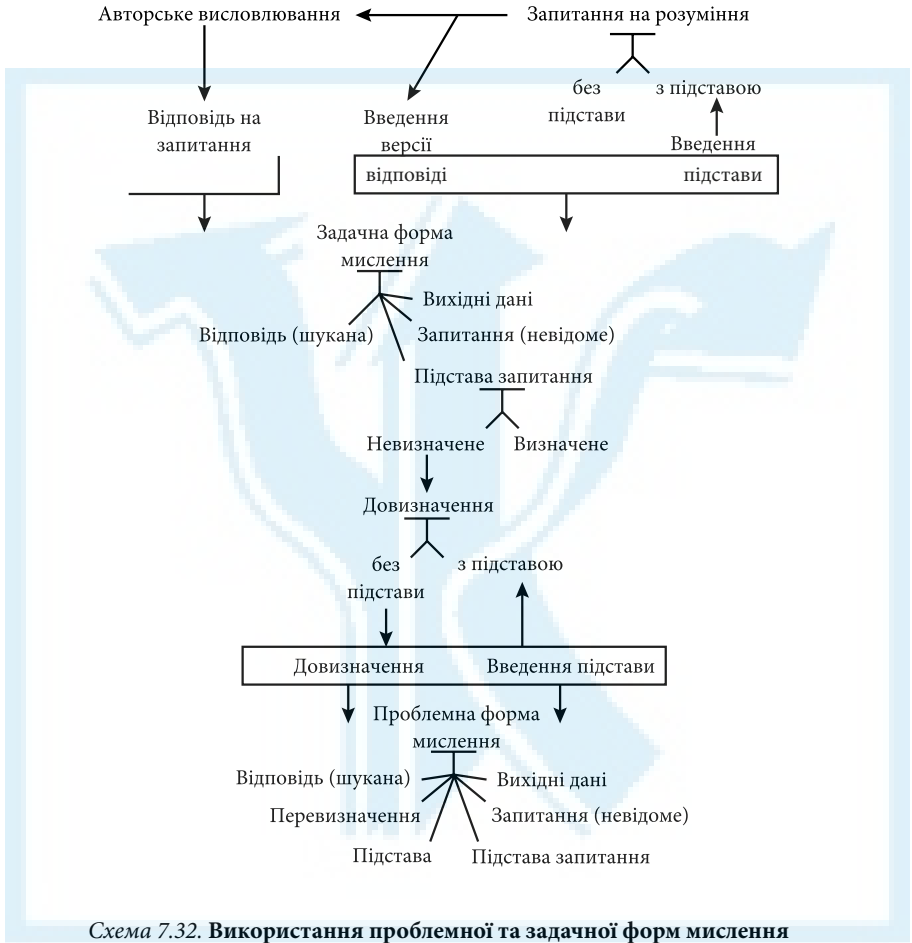 Авторське висловлювання
Запитання на розуміння
без
підстави
з підставою
Відповідь на
запитання
Введення
версії
відповіді
Введення
підстави
Задачна форма
мислення
Вихідні дані
Відповідь (шукана)
Запитання (невідоме)
Підстава запитання
Невизначене
Визначене
Довизначення
без
підстави
з підставою
Довизначення
Введення підстави
Проблемна форма
мислення
Відповідь (шукана)
Вихідні дані
Перевизначення
Запитання (невідоме)
Підстава
Підстава запитання
Схема 7.32. Використання проблемної та задачної форм мислення